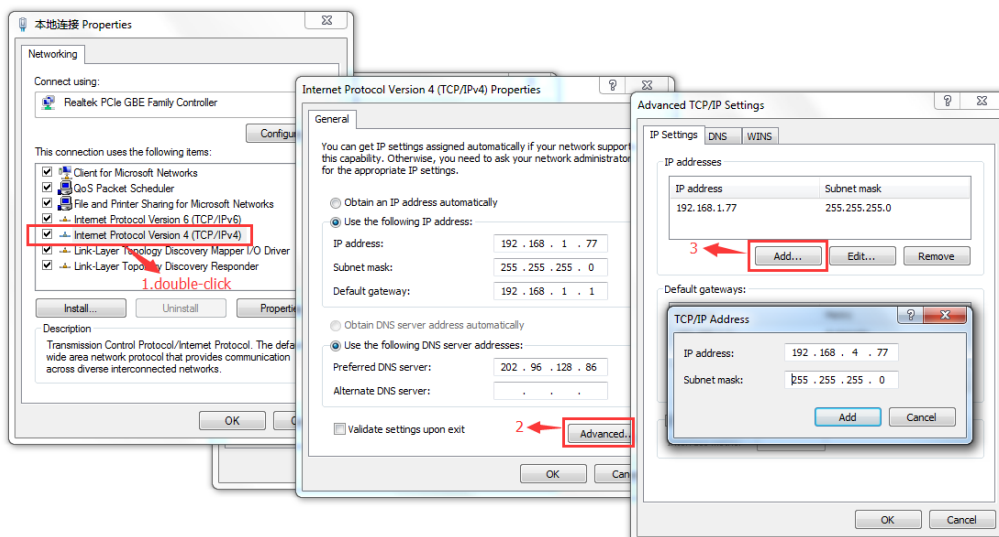 本地连接 Properties
Networking
Connect using:
Realtek PCIe GBE Family Controller
This connection uses the following items:
Client for Microsoft Networks
QoS Packet Scheduler
File and Printer Sharing for Microsoft Networks
Internet Protocol Version 6 (TCP/IPv6)
Internet Protocol Version 4 (TCP/IPv4)
Link-Layer Topology Discovery Mapper I/O Driver
Link-Layer Topology Discovery Responder
1.double-click
Install...
Uninstall
Description
Transmission Control Protocol/Internet Protocol. The
wide area network protocol that provides communication
across diverse interconnected networks.
OK
Internet Protocol Version 4 (TCP/IPv4) Properties
General
You can get IP settings assigned automatically if your network support
this capability. Otherwise, you need to ask your network administrator
for the appropriate IP settings.
Obtain an IP address automatically
Use the following IP address:
IP address: 192 . 168 . 1 . 77
Subnet mask: 255 . 255 . 255 . 0
Default gateway: 192 . 168 . 1 . 1
Obtain DNS server address automatically
Use the following DNS server addresses:
Preferred DNS server: 202 . 96 . 128 . 86
Alternate DNS server: . . .
Validate settings upon exit
2
Advanced..
OK
Advanced TCP/IP Settings
IP Settings DNS WINS
IP addresses
IP address Subnet mask
192.168.1.77 255.255.255.0
3
Add... Edit... Remove
Default gateways:
TCP/IP Address
IP address: 192 . 168 . 4 . 77
Subnet mask: 255 . 255 . 255 . 0
Add Cancel
OK Cancel